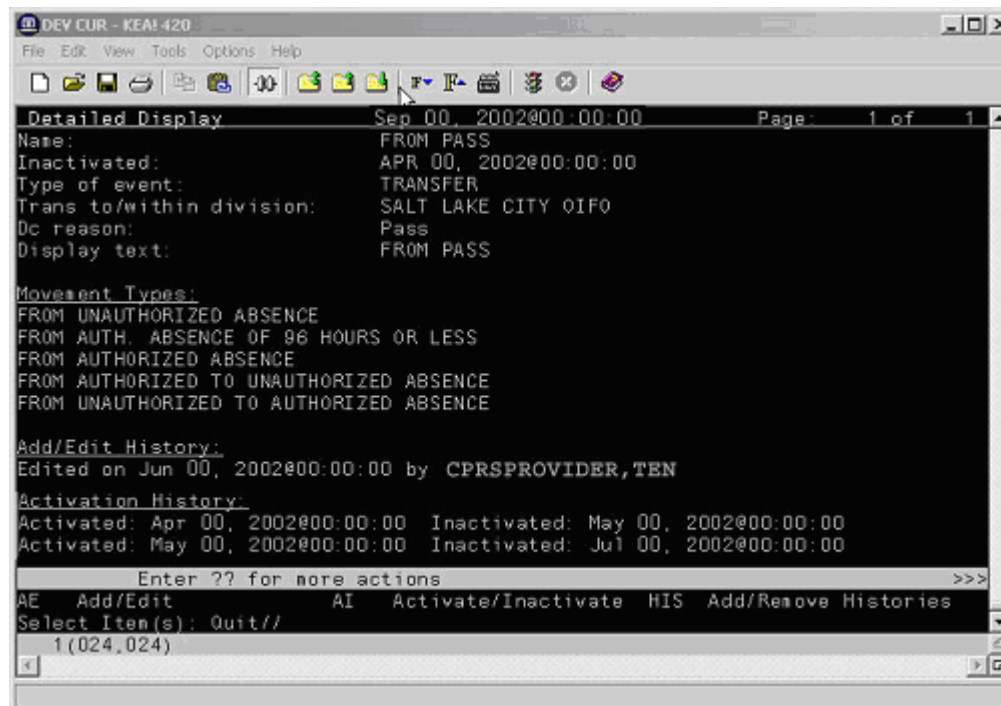 DEV CUR - KEA! 420
File Edit View Tools Options Help
Detailed Display Sep 00, 2002@00:00:00 Page: 1 of 1
Name: FROM PASS
Inactivated: APR 00, 2002@00:00:00
Type of event: TRANSFER
Trans to/within division: SALT LAKE CITY OIFO
Dc reason: Pass
Display text: FROM PASS
Movement Types:
FROM UNAUTHORIZED ABSENCE
FROM AUTH. ABSENCE OF 96 HOURS OR LESS
FROM AUTHORIZED ABSENCE
FROM AUTHORIZED TO UNAUTHORIZED ABSENCE
FROM UNAUTHORIZED TO AUTHORIZED ABSENCE
Add/Edit History:
Edited on Jun 00, 2002@00:00:00 by CPRSPROVIDER,TEN
Activation History:
Activated: Apr 00, 2002@00:00:00 Inactivated: May 00, 2002@00:00:00
Activated: May 00, 2002@00:00:00 Inactivated: Jul 00, 2002@00:00:00
Enter ?? for more actions >>>
AE Add/Edit AI Activate/Inactivate HIS Add/Remove Histories
Select Item(s): Quit//
1(024,024)